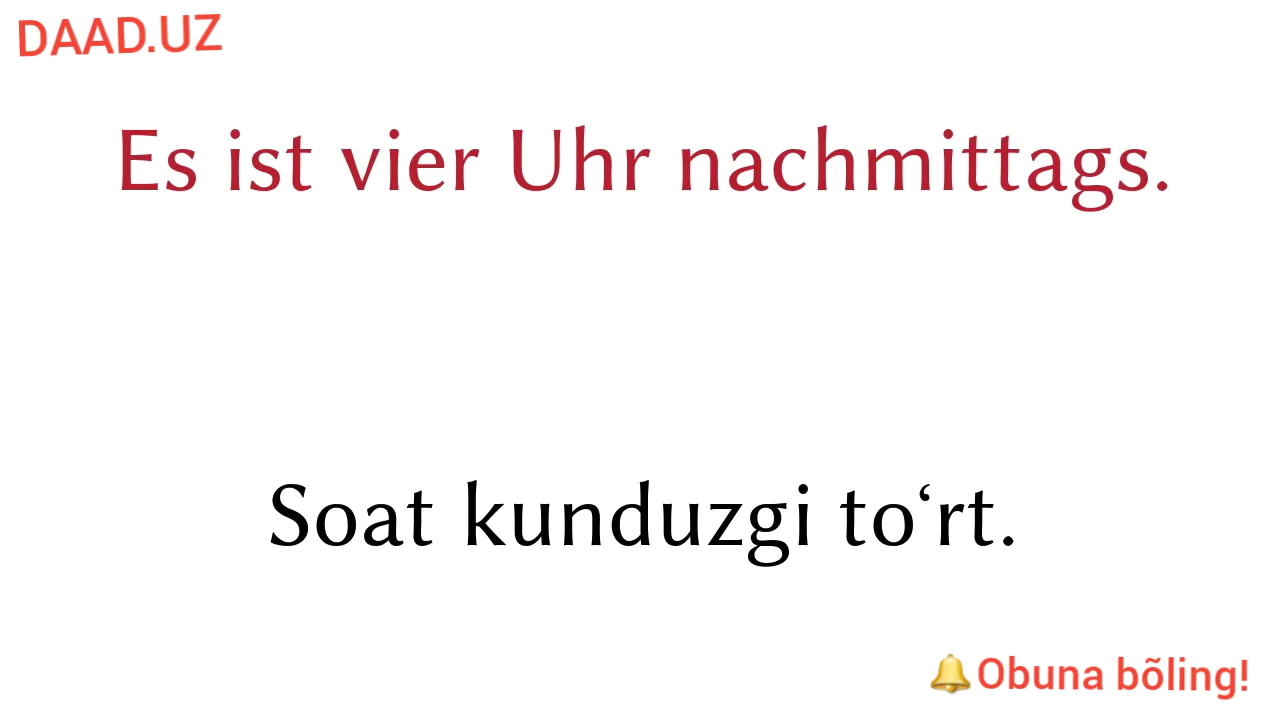 DAAD.UZ
Es ist vier Uhr nachmittags.
Soat kunduzgi to‘rt.
🔔Obuna bõling!